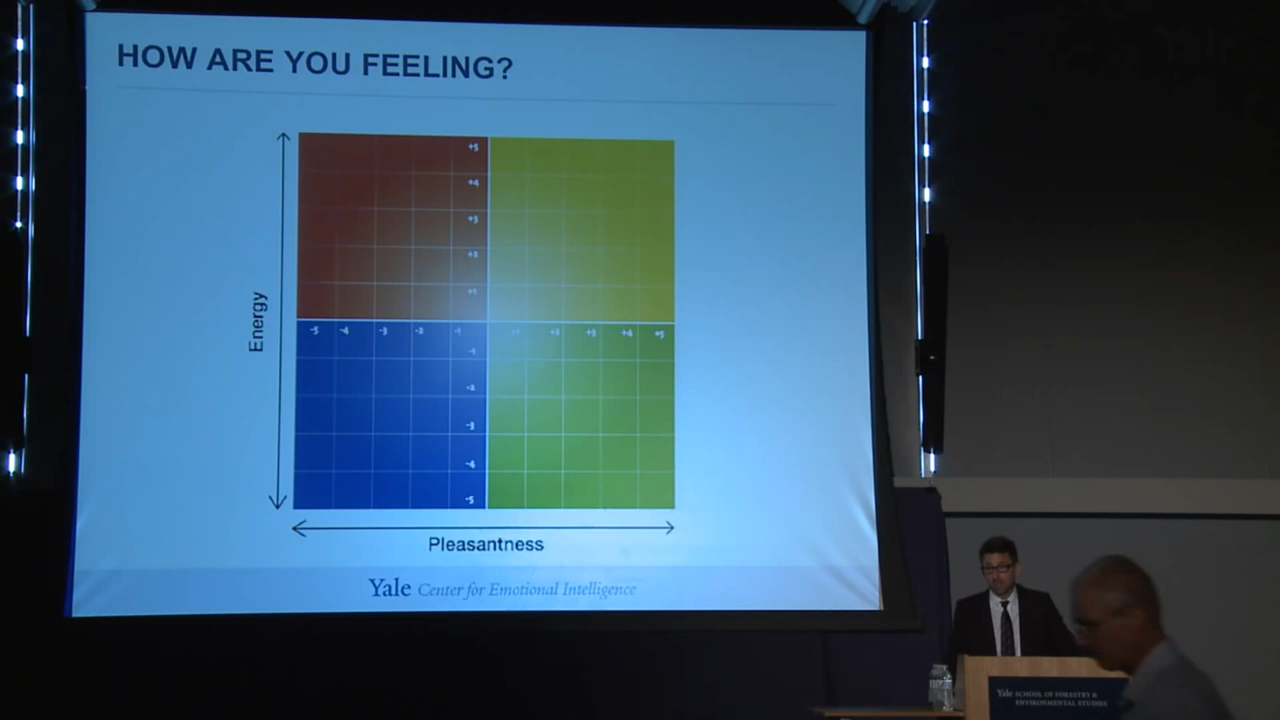 HOW ARE YOU FEELING?
+5
+4
+3
+2
+1
-5 -4 -3 -2 -1 +1 +2 +3 +4 +5
-1
-2
-3
-4
-5
Energy
Pleasantness
Yale Center for Emotional Intelligence
Yale SCHOOL OF FORESTRY &
ENVIRONMENTAL STUDIES
Yale